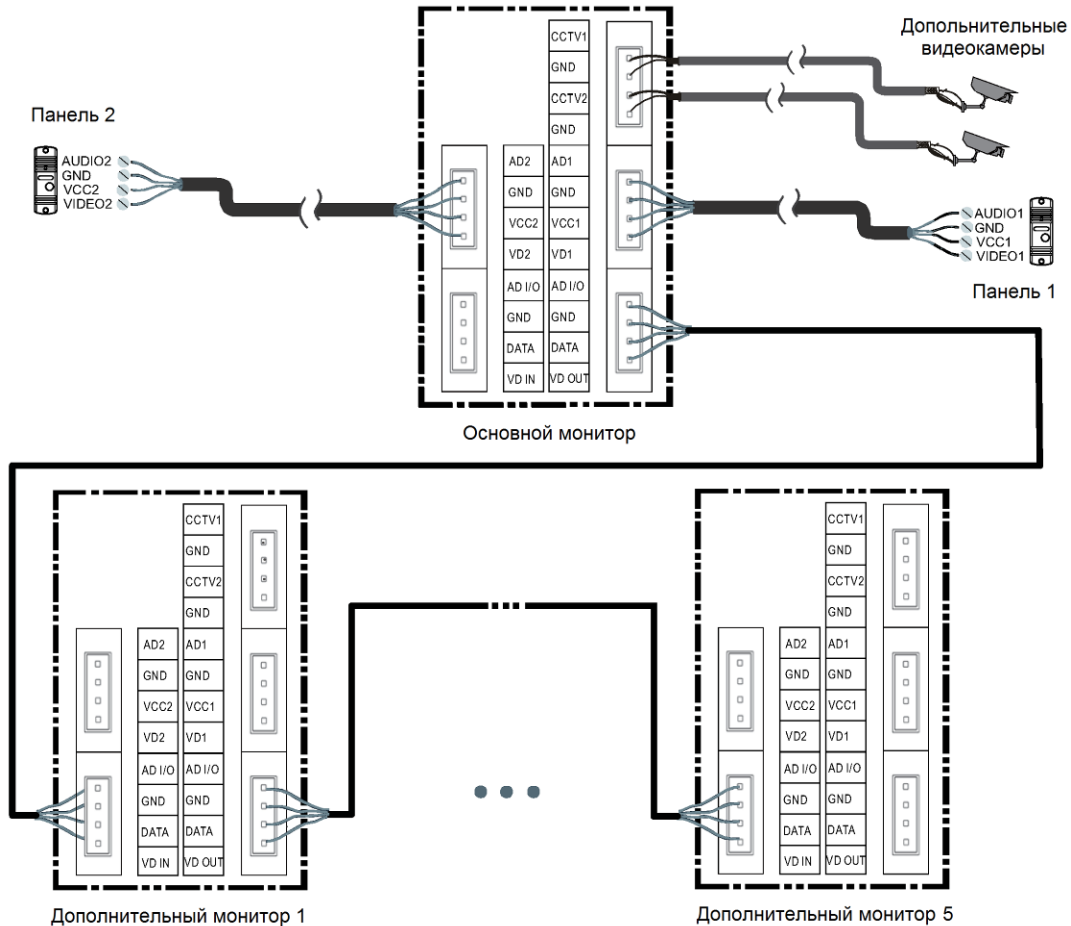 Допольнительные
видеокамеры
CCTV1
GND
CCTV2
GND
Панель 2
AUDIO2
GND
VCC2
VIDEO2
AD2 AD1
GND GND
VCC2 VCC1
VD2 VD1
AD I/O AD I/O
GND GND
DATA DATA
VD IN VD OUT
AUDIO1
GND
VCC1
VIDEO1
Панель 1
Основной монитор
CCTV1
GND
CCTV2
GND
AD2 AD1
GND GND
VCC2 VCC1
VD2 VD1
AD I/O AD I/O
GND GND
DATA DATA
VD IN VD OUT
Дополнительный монитор 1
CCTV1
GND
CCTV2
GND
AD2 AD1
GND GND
VCC2 VCC1
VD2 VD1
AD I/O AD I/O
GND GND
DATA DATA
VD IN VD OUT
Дополнительный монитор 5